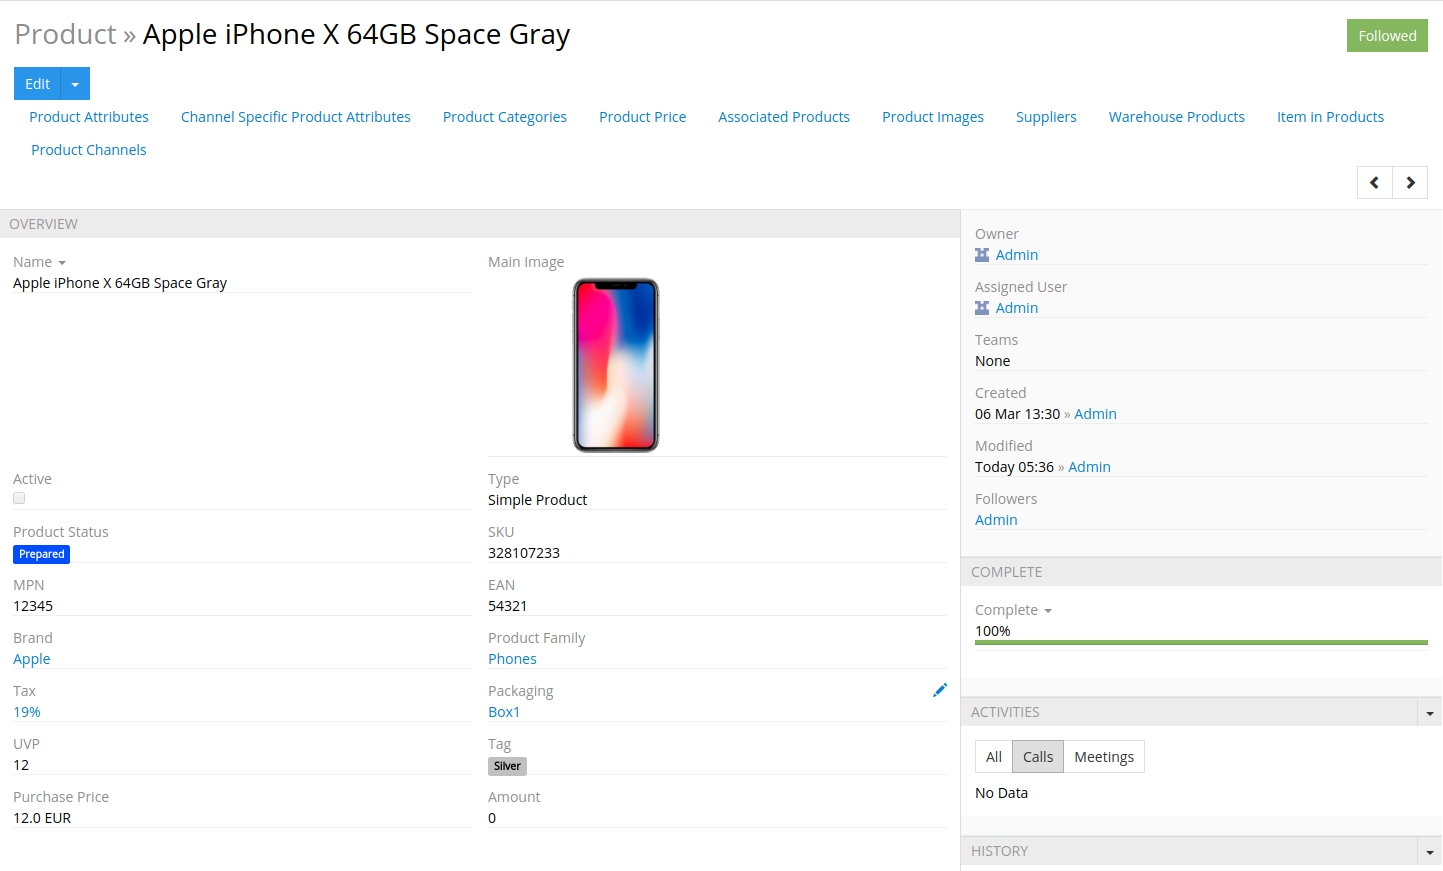 Product » Apple iPhone X 64GB Space Gray
Followed
Edit
Product Attributes Channel Specific Product Attributes Product Categories Product Price Associated Products Product Images Suppliers Warehouse Products Item in Products
Product Channels
OVERVIEW
Name
Apple iPhone X 64GB Space Gray
Main Image
Active
Type
Simple Product
Product Status
Prepared
SKU
328107233
MPN
12345
EAN
54321
Brand
Apple
Product Family
Phones
Tax
19%
Packaging
Box1
UVP
12
Tag
Silver
Purchase Price
12.0 EUR
Amount
0
Owner
Admin
Assigned User
Admin
Teams
None
Created
06 Mar 13:30 » Admin
Modified
Today 05:36 » Admin
Followers
Admin
COMPLETE
Complete
100%
ACTIVITIES
All Calls Meetings
No Data
HISTORY